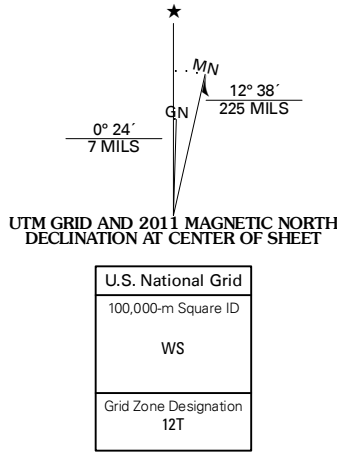 ★
MN
12° 38´
225 MILS
GN
0° 24´
7 MILS
UTM GRID AND 2011 MAGNETIC NORTH
DECLINATION AT CENTER OF SHEET
U.S. National Grid
100,000-m Square ID
WS
Grid Zone Designation
12T